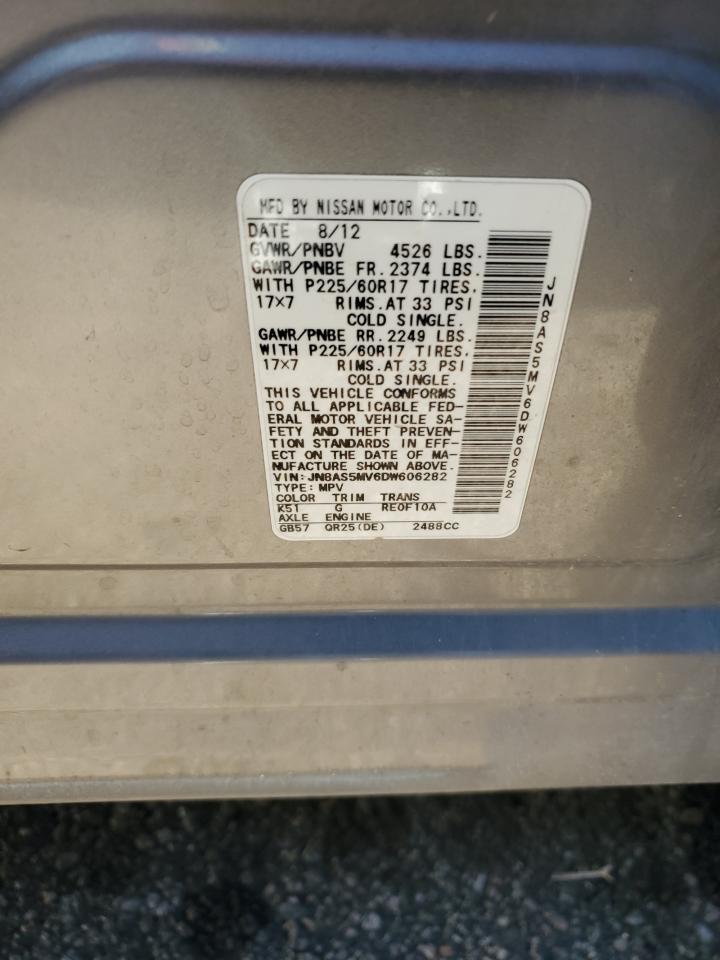 MFD BY NISSAN MOTOR CO.,LTD.
DATE 8/12
GVWR/PNBV 4526 LBS.
GAWR/PNBE FR. 2374 LBS.
WITH P225/60R17 TIRES,
17×7 RIMS.AT 33 PSI
COLD SINGLE.
GAWR/PNBE RR. 2249 LBS.
WITH P225/60R17 TIRES,
17×7 RIMS.AT 33 PSI
COLD SINGLE.
THIS VEHICLE CONFORMS
TO ALL APPLICABLE FED-
ERAL MOTOR VEHICLE SA-
FETY AND THEFT PREVEN-
TION STANDARDS IN EFF-
ECT ON THE DATE OF MA-
NUFACTURE SHOWN ABOVE.
VIN:JN8AS5MV6DW606282
TYPE:MPV
COLOR TRIM TRANS
K51 G RE0F10A
AXLE ENGINE
GB57 QR25(DE) 2488CC
JN8AS5MV6DW606282